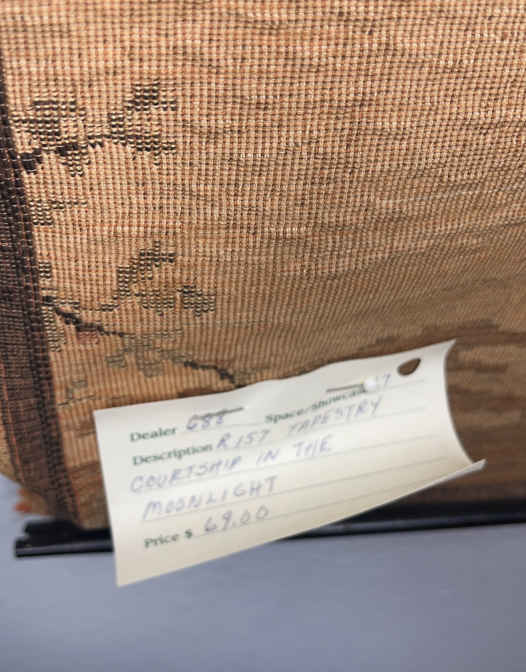 Dealer 688 Space/Showcase
Description R157 TAPESTRY
COURTSHIP IN THE
MOONLIGHT
Price $ 69.00